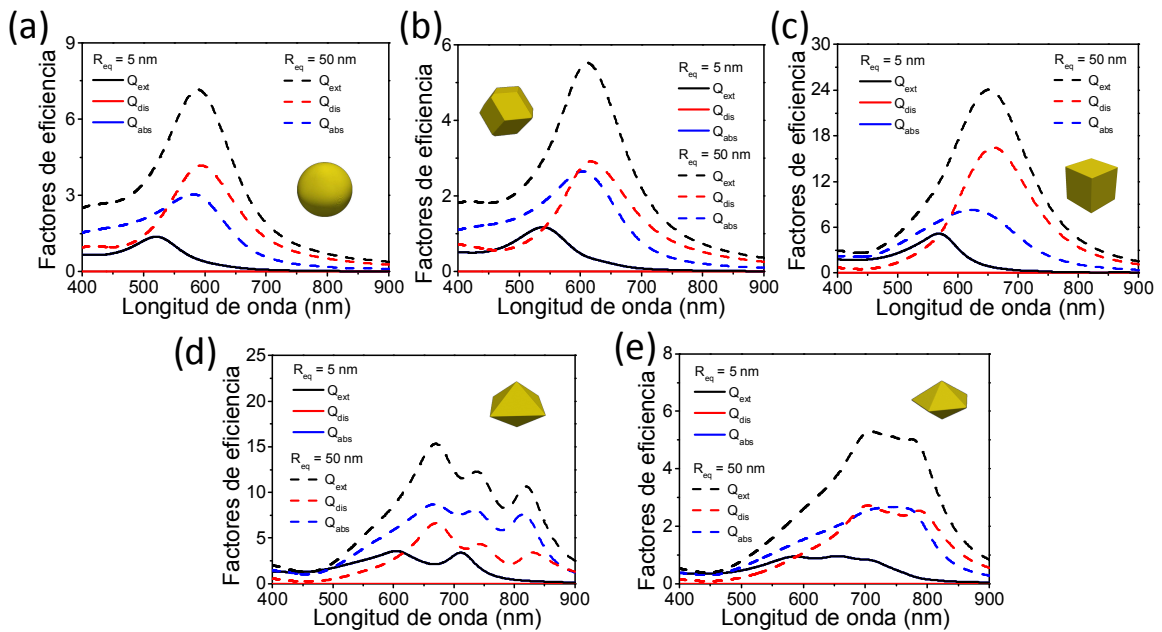 (a)
Factores de eficiencia
9
6
3
0
R_eq = 5 nm
Q_ext
Q_dis
Q_abs
R_eq = 50 nm
Q_ext
Q_dis
Q_abs
400 500 600 700 800 900
Longitud de onda (nm)
(b)
Factores de eficiencia
6
4
2
0
R_eq = 5 nm
Q_ext
Q_dis
Q_abs
R_eq = 50 nm
Q_ext
Q_dis
Q_abs
400 500 600 700 800 900
Longitud de onda (nm)
(c)
Factores de eficiencia
30
24
18
12
6
0
R_eq = 5 nm
Q_ext
Q_dis
Q_abs
R_eq = 50 nm
Q_ext
Q_dis
Q_abs
400 500 600 700 800 900
Longitud de onda (nm)
(d)
Factores de eficiencia
25
20
15
10
5
0
R_eq = 5 nm
Q_ext
Q_dis
Q_abs
R_eq = 50 nm
Q_ext
Q_dis
Q_abs
400 500 600 700 800 900
Longitud de onda (nm)
(e)
Factores de eficiencia
8
6
4
2
0
R_eq = 5 nm
Q_ext
Q_dis
Q_abs
R_eq = 50 nm
Q_ext
Q_dis
Q_abs
400 500 600 700 800 900
Longitud de onda (nm)